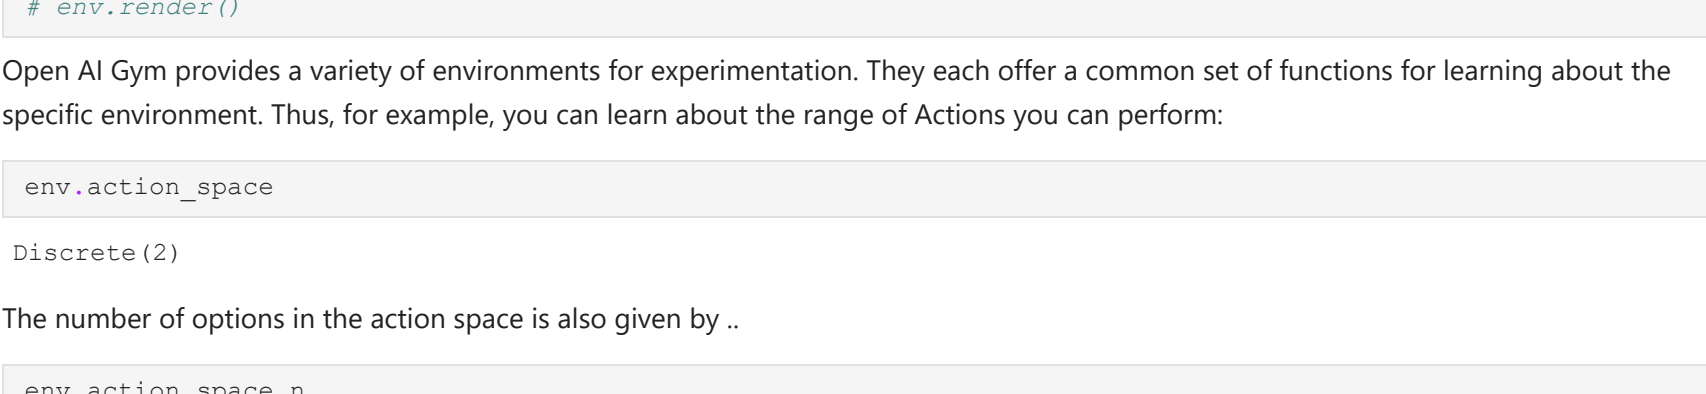 # env.render()
Open AI Gym provides a variety of environments for experimentation. They each offer a common set of functions for learning about the
specific environment. Thus, for example, you can learn about the range of Actions you can perform:
env.action_space
Discrete(2)
The number of options in the action space is also given by ..
env.action_space.n